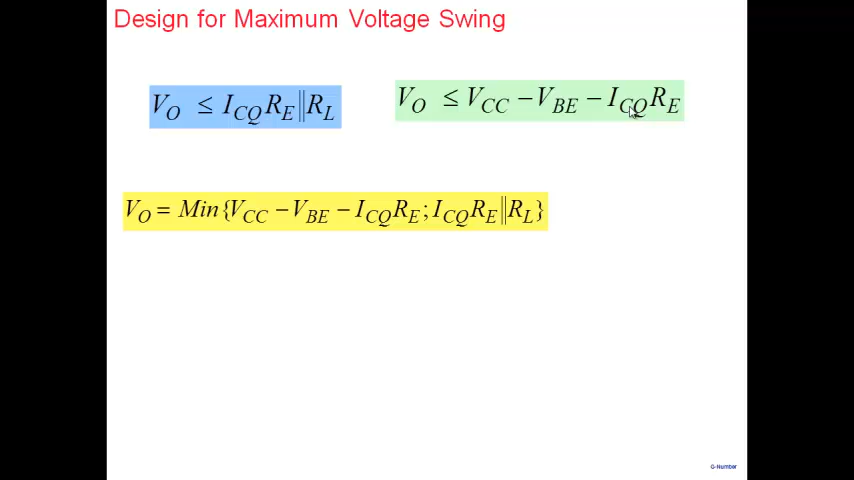 Design for Maximum Voltage Swing
V_O ≤ I_CQ R_E‖R_L
V_O ≤ V_CC − V_BE − I_CQ R_E
V_O = Min{V_CC − V_BE − I_CQ R_E; I_CQ R_E‖R_L}
G-Number